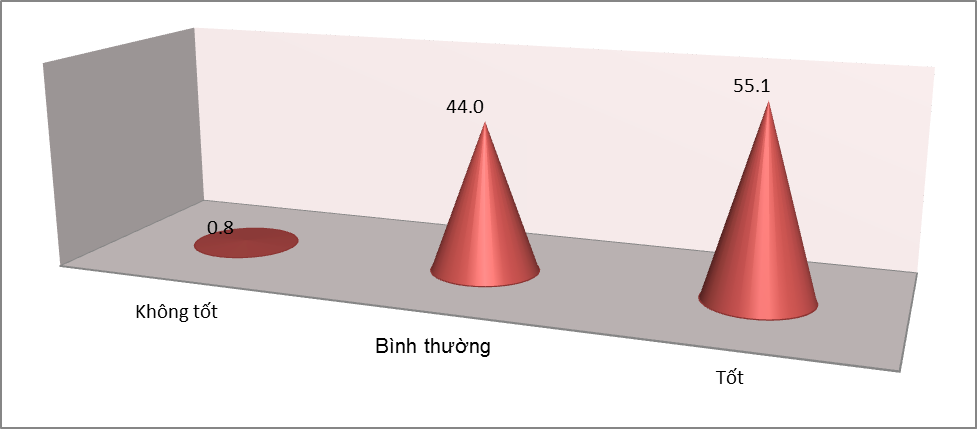 55.1
44.0
0.8
Không tốt
Bình thường
Tốt